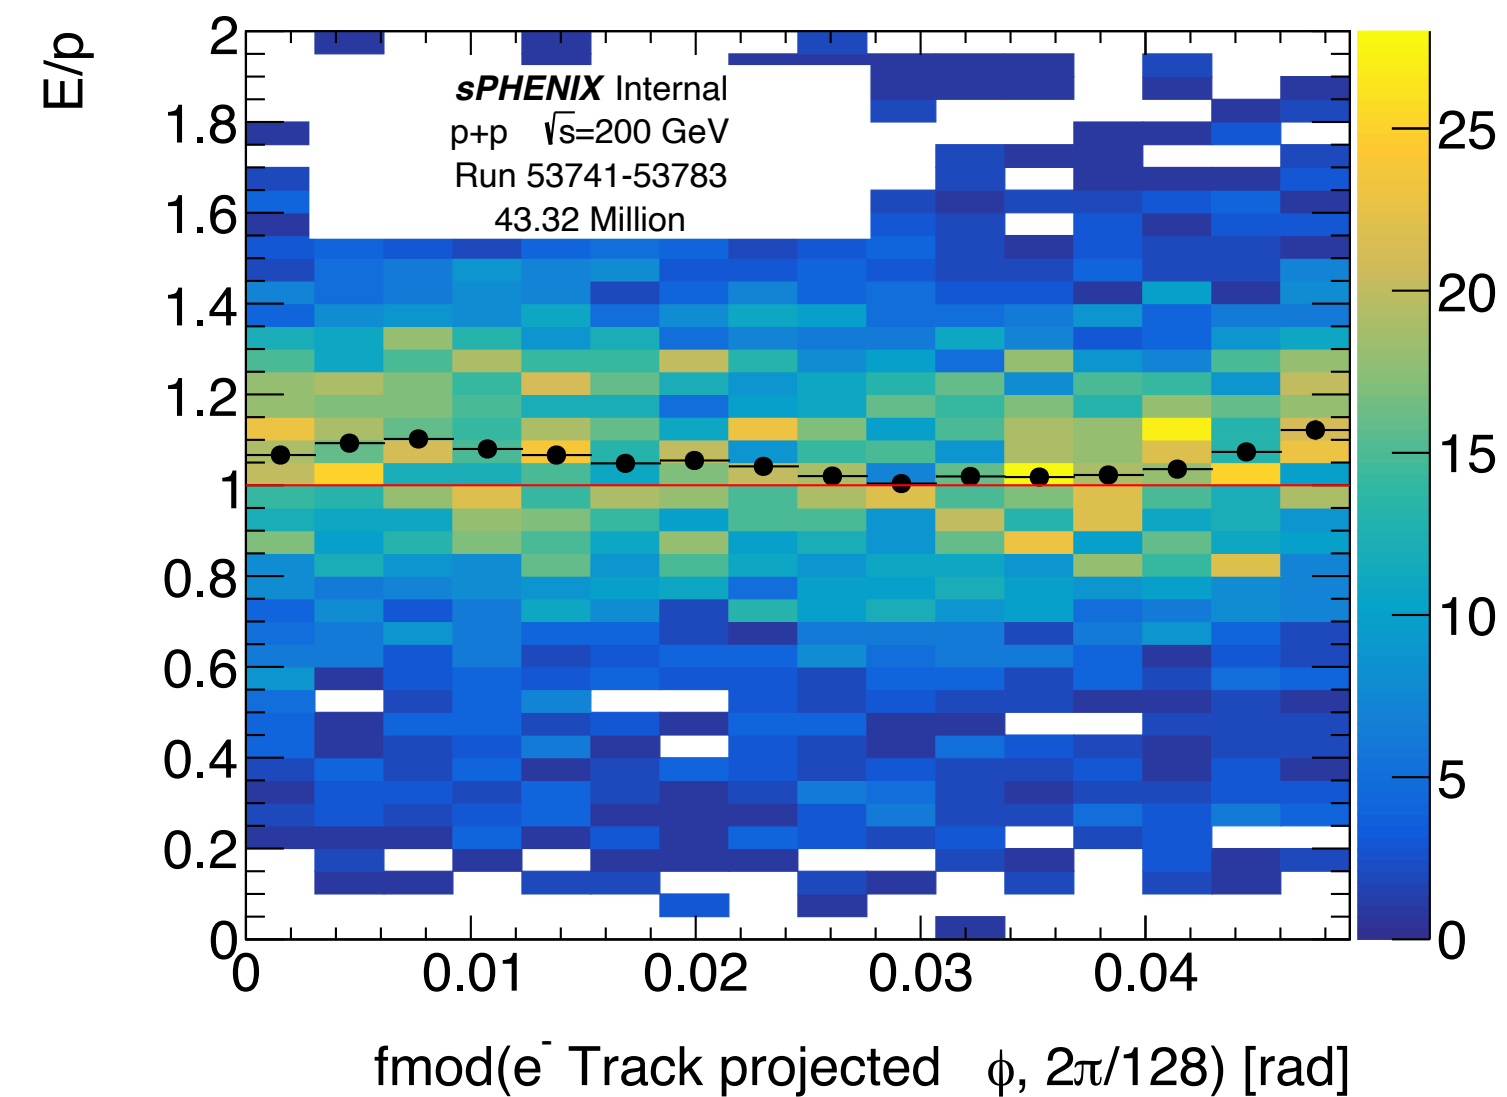 E/p
sPHENIX Internal
p+p √s=200 GeV
Run 53741-53783
43.32 Million
2
1.8
1.6
1.4
1.2
1
0.8
0.6
0.4
0.2
0
0 0.01 0.02 0.03 0.04
25
20
15
10
5
0
fmod(e⁻ Track projected ϕ, 2π/128) [rad]